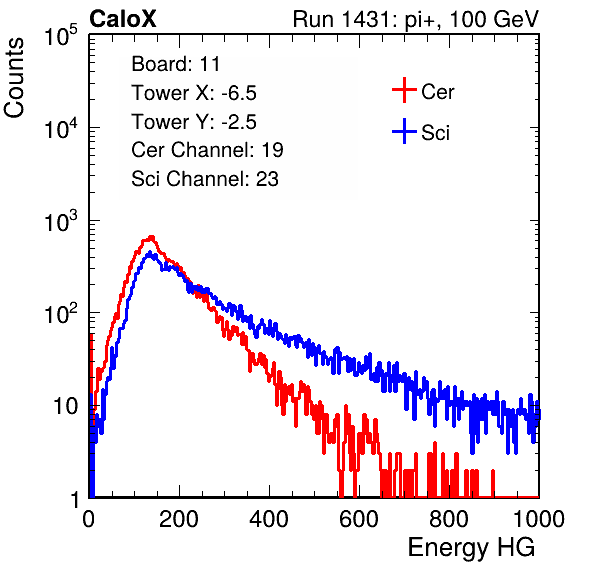 CaloX Run 1431: pi+, 100 GeV
Board: 11
Tower X: -6.5
Tower Y: -2.5
Cer Channel: 19
Sci Channel: 23
Cer
Sci
Counts
10^5
10^4
10^3
10^2
10
1
0 200 400 600 800 1000
Energy HG